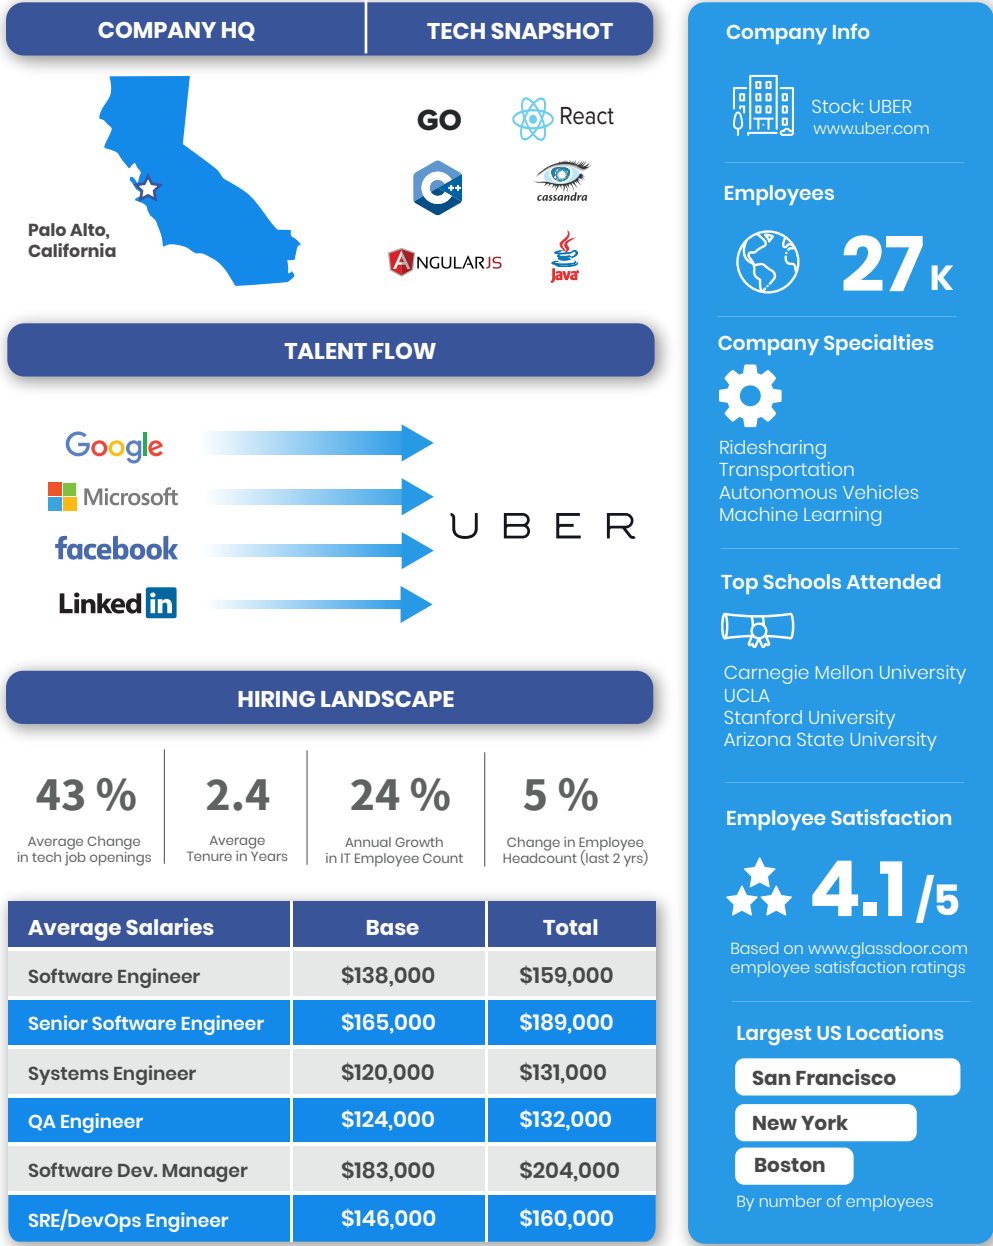 COMPANY HQ
TECH SNAPSHOT
GO
React
C++
cassandra
ANGULARJS
Java
Palo Alto,
California
TALENT FLOW
Google
Microsoft
facebook
Linked in
UBER
HIRING LANDSCAPE
43 %
Average Change
in tech job openings
2.4
Average
Tenure in Years
24 %
Annual Growth
in IT Employee Count
5 %
Change in Employee
Headcount (last 2 yrs)
Average Salaries Base Total
Software Engineer $138,000 $159,000
Senior Software Engineer $165,000 $189,000
Systems Engineer $120,000 $131,000
QA Engineer $124,000 $132,000
Software Dev. Manager $183,000 $204,000
SRE/DevOps Engineer $146,000 $160,000
Company Info
Stock: UBER
www.uber.com
Employees
27 K
Company Specialties
Ridesharing
Transportation
Autonomous Vehicles
Machine Learning
Top Schools Attended
Carnegie Mellon University
UCLA
Stanford University
Arizona State University
Employee Satisfaction
4.1 /5
Based on www.glassdoor.com
employee satisfaction ratings
Largest US Locations
San Francisco
New York
Boston
By number of employees